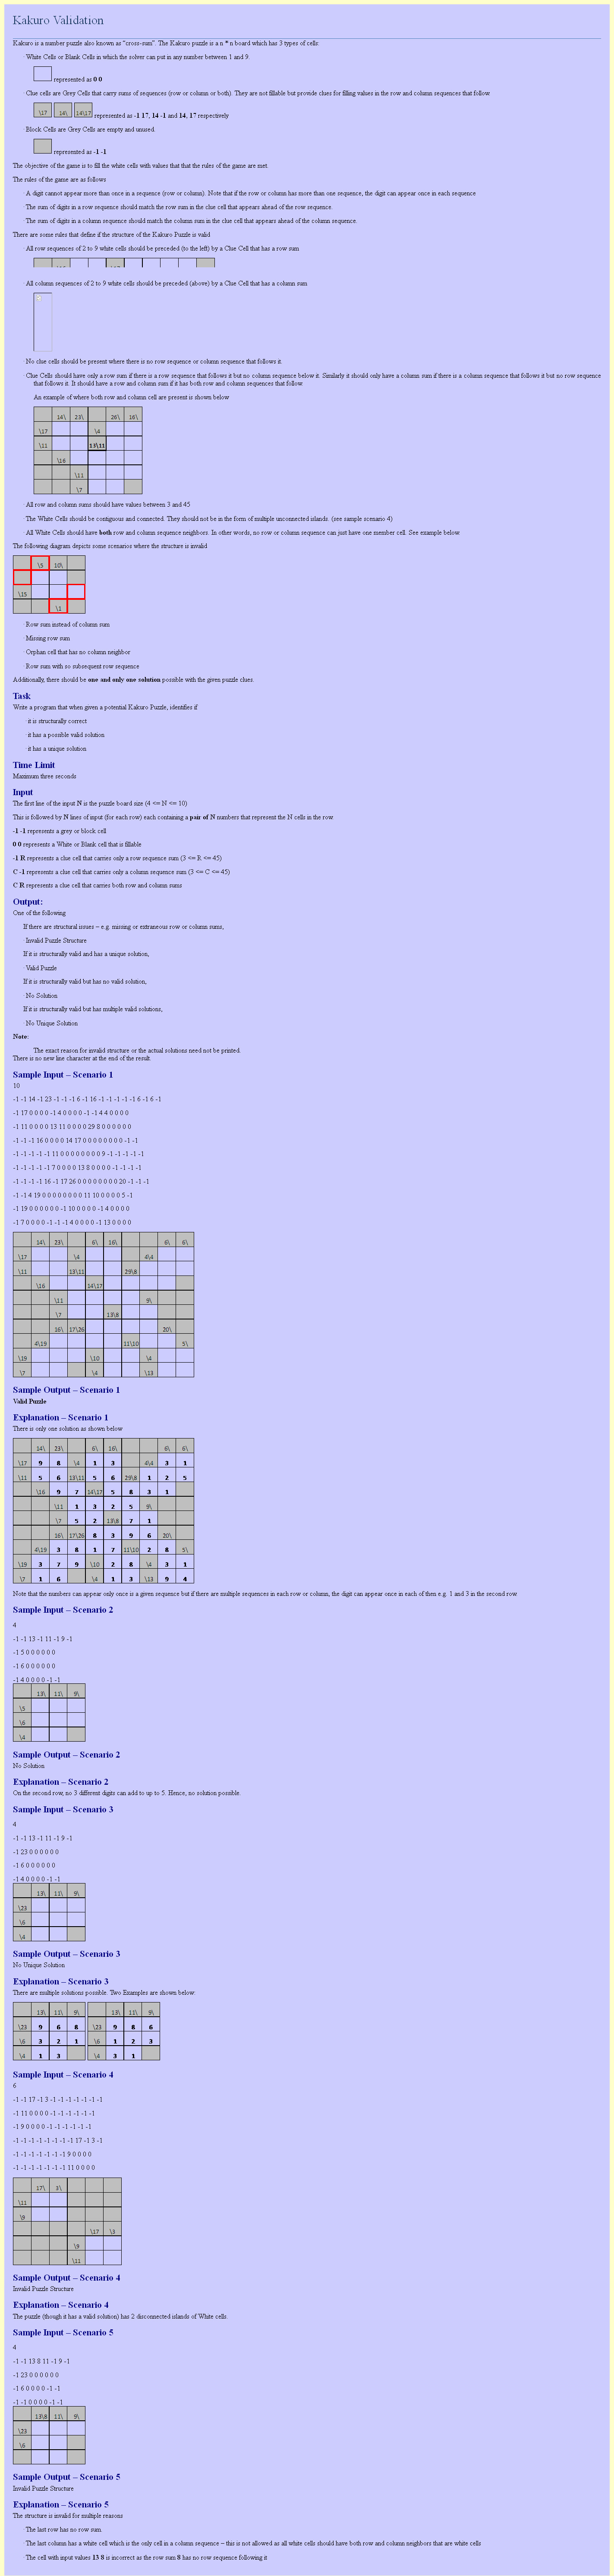 Kakuro Validation
Kakuro is a number puzzle also known as "cross-sum". The Kakuro puzzle is a n * n board which has 3 types of cells:
· White Cells or Blank Cells in which the solver can put in any number between 1 and 9
represented as 0 0
· Clue cells are Grey Cells that carry sums of sequences (row or column or both). They are not fillable but provide clues for filling values in the row and column sequences that follow
\17 14\ 14\17 represented as -1 17, 14 -1 and 14, 17 respectively
· Block Cells are Grey Cells are empty and unused.
represented as -1 -1
The objective of the game is to fill the white cells with values that that the rules of the game are met.
The rules of the game are as follows
· A digit cannot appear more than once in a sequence (row or column). Note that if the row or column has more than one sequence, the digit can appear once in each sequence
· The sum of digits in a row sequence should match the row sum in the clue cell that appears ahead of the row sequence.
· The sum of digits in a column sequence should match the column sum in the clue cell that appears ahead of the column sequence.
There are some rules that define if the structure of the Kakuro Puzzle is valid
· All row sequences of 2 to 9 white cells should be preceded (to the left) by a Clue Cell that has a row sum
· All column sequences of 2 to 9 white cells should be preceded (above) by a Clue Cell that has a column sum
· No clue cells should be present where there is no row sequence or column sequence that follows it.
· Clue Cells should have only a row sum if there is a row sequence that follows it but no column sequence below it. Similarly it should only have a column sum if there is a column sequence that follows it but no row sequence
that follows it. It should have a row and column sum if it has both row and column sequences that follow
An example of where both row and column cell are present is shown below
14\ 23\ 26\ 16\
\17 \4
\11 13\11
\16
\11
\7
· All row and column sums should have values between 3 and 45
· The White Cells should be contiguous and connected. They should not be in the form of multiple unconnected islands. (see sample scenario 4)
· All White Cells should have both row and column sequence neighbors. In other words, no row or column sequence can just have one member cell. See example below
The following diagram depicts some scenarios where the structure is invalid
\5 10\
\15
\1
· Row sum instead of column sum
· Missing row sum
· Orphan cell that has no column neighbor
· Row sum with so subsequent row sequence
Additionally, there should be one and only one solution possible with the given puzzle clues.
Task
Write a program that when given a potential Kakuro Puzzle, identifies if
· it is structurally correct
· it has a possible valid solution
· it has a unique solution
Time Limit
Maximum three seconds
Input
The first line of the input N is the puzzle board size (4 <= N <= 10)
This is followed by N lines of input (for each row) each containing a pair of N numbers that represent the N cells in the row
-1 -1 represents a grey or block cell
0 0 represents a White or Blank cell that is fillable
-1 R represents a clue cell that carries only a row sequence sum (3 <= R <= 45)
C -1 represents a clue cell that carries only a column sequence sum (3 <= C <= 45)
C R represents a clue cell that carries both row and column sums
Output:
One of the following
If there are structural issues – e.g. missing or extraneous row or column sums,
· Invalid Puzzle Structure
If it is structurally valid and has a unique solution,
· Valid Puzzle
If it is structurally valid but has no valid solution,
· No Solution
If it is structurally valid but has multiple valid solutions,
· No Unique Solution
Note:
The exact reason for invalid structure or the actual solutions need not be printed.
There is no new line character at the end of the result.
Sample Input – Scenario 1
10
-1 -1 14 -1 23 -1 -1 -1 6 -1 16 -1 -1 -1 -1 -1 6 -1 6 -1
-1 17 0 0 0 0 -1 4 0 0 0 0 -1 -1 4 4 0 0 0 0
-1 11 0 0 0 0 13 11 0 0 0 0 29 8 0 0 0 0 0 0
-1 -1 -1 16 0 0 0 0 14 17 0 0 0 0 0 0 0 0 -1 -1
-1 -1 -1 -1 -1 11 0 0 0 0 0 0 0 0 9 -1 -1 -1 -1 -1
-1 -1 -1 -1 -1 7 0 0 0 0 13 8 0 0 0 0 -1 -1 -1 -1
-1 -1 -1 -1 16 -1 17 26 0 0 0 0 0 0 0 0 20 -1 -1 -1
-1 -1 4 19 0 0 0 0 0 0 0 0 11 10 0 0 0 0 5 -1
-1 19 0 0 0 0 0 0 -1 10 0 0 0 0 -1 4 0 0 0 0
-1 7 0 0 0 0 -1 -1 -1 4 0 0 0 0 -1 13 0 0 0 0
14\ 23\ 6\ 16\ 6\ 6\
\17 \4 4\4
\11 13\11 29\8
\16 14\17
\11 9\
\7 13\8
16\ 17\26 20\
4\19 11\10 5\
\19 \10 \4
\7 \4 \13
Sample Output – Scenario 1
Valid Puzzle
Explanation – Scenario 1
There is only one solution as shown below
14\ 23\ 6\ 16\ 6\ 6\
\17 9 8 \4 1 3 4\4 3 1
\11 5 6 13\11 5 6 29\8 1 2 5
\16 9 7 14\17 5 8 3 1
\11 1 3 2 5 9\
\7 5 2 13\8 7 1
16\ 17\26 8 3 9 6 20\
4\19 3 8 1 7 11\10 2 8 5\
\19 3 7 9 \10 2 8 \4 3 1
\7 1 6 \4 1 3 \13 9 4
Note that the numbers can appear only once is a given sequence but if there are multiple sequences in each row or column, the digit can appear once in each of then e.g. 1 and 3 in the second row.
Sample Input – Scenario 2
4
-1 -1 13 -1 11 -1 9 -1
-1 5 0 0 0 0 0 0
-1 6 0 0 0 0 0 0
-1 4 0 0 0 0 -1 -1
13\ 11\ 9\
\5
\6
\4
Sample Output – Scenario 2
No Solution
Explanation – Scenario 2
On the second row, no 3 different digits can add to up to 5. Hence, no solution possible.
Sample Input – Scenario 3
4
-1 -1 13 -1 11 -1 9 -1
-1 23 0 0 0 0 0 0
-1 6 0 0 0 0 0 0
-1 4 0 0 0 0 -1 -1
13\ 11\ 9\
\23
\6
\4
Sample Output – Scenario 3
No Unique Solution
Explanation – Scenario 3
There are multiple solutions possible. Two Examples are shown below:
13\ 11\ 9\ 13\ 11\ 9\
\23 9 6 8 \23 9 8 6
\6 3 2 1 \6 1 2 3
\4 1 3 \4 3 1
Sample Input – Scenario 4
6
-1 -1 17 -1 3 -1 -1 -1 -1 -1 -1 -1
-1 11 0 0 0 0 -1 -1 -1 -1 -1 -1
-1 9 0 0 0 0 -1 -1 -1 -1 -1 -1
-1 -1 -1 -1 -1 -1 -1 -1 17 -1 3 -1
-1 -1 -1 -1 -1 -1 -1 9 0 0 0 0
-1 -1 -1 -1 -1 -1 -1 11 0 0 0 0
17\ 3\
\11
\9
\17 \3
\9
\11
Sample Output – Scenario 4
Invalid Puzzle Structure
Explanation – Scenario 4
The puzzle (though it has a valid solution) has 2 disconnected islands of White cells.
Sample Input – Scenario 5
4
-1 -1 13 8 11 -1 9 -1
-1 23 0 0 0 0 0 0
-1 6 0 0 0 0 -1 -1
-1 -1 0 0 0 0 -1 -1
13\8 11\ 9\
\23
\6
Sample Output – Scenario 5
Invalid Puzzle Structure
Explanation – Scenario 5
The structure is invalid for multiple reasons
· The last row has no row sum.
· The last column has a white cell which is the only cell in a column sequence – this is not allowed as all white cells should have both row and column neighbors that are white cells
· The cell with input values 13 8 is incorrect as the row sum 8 has no row sequence following it